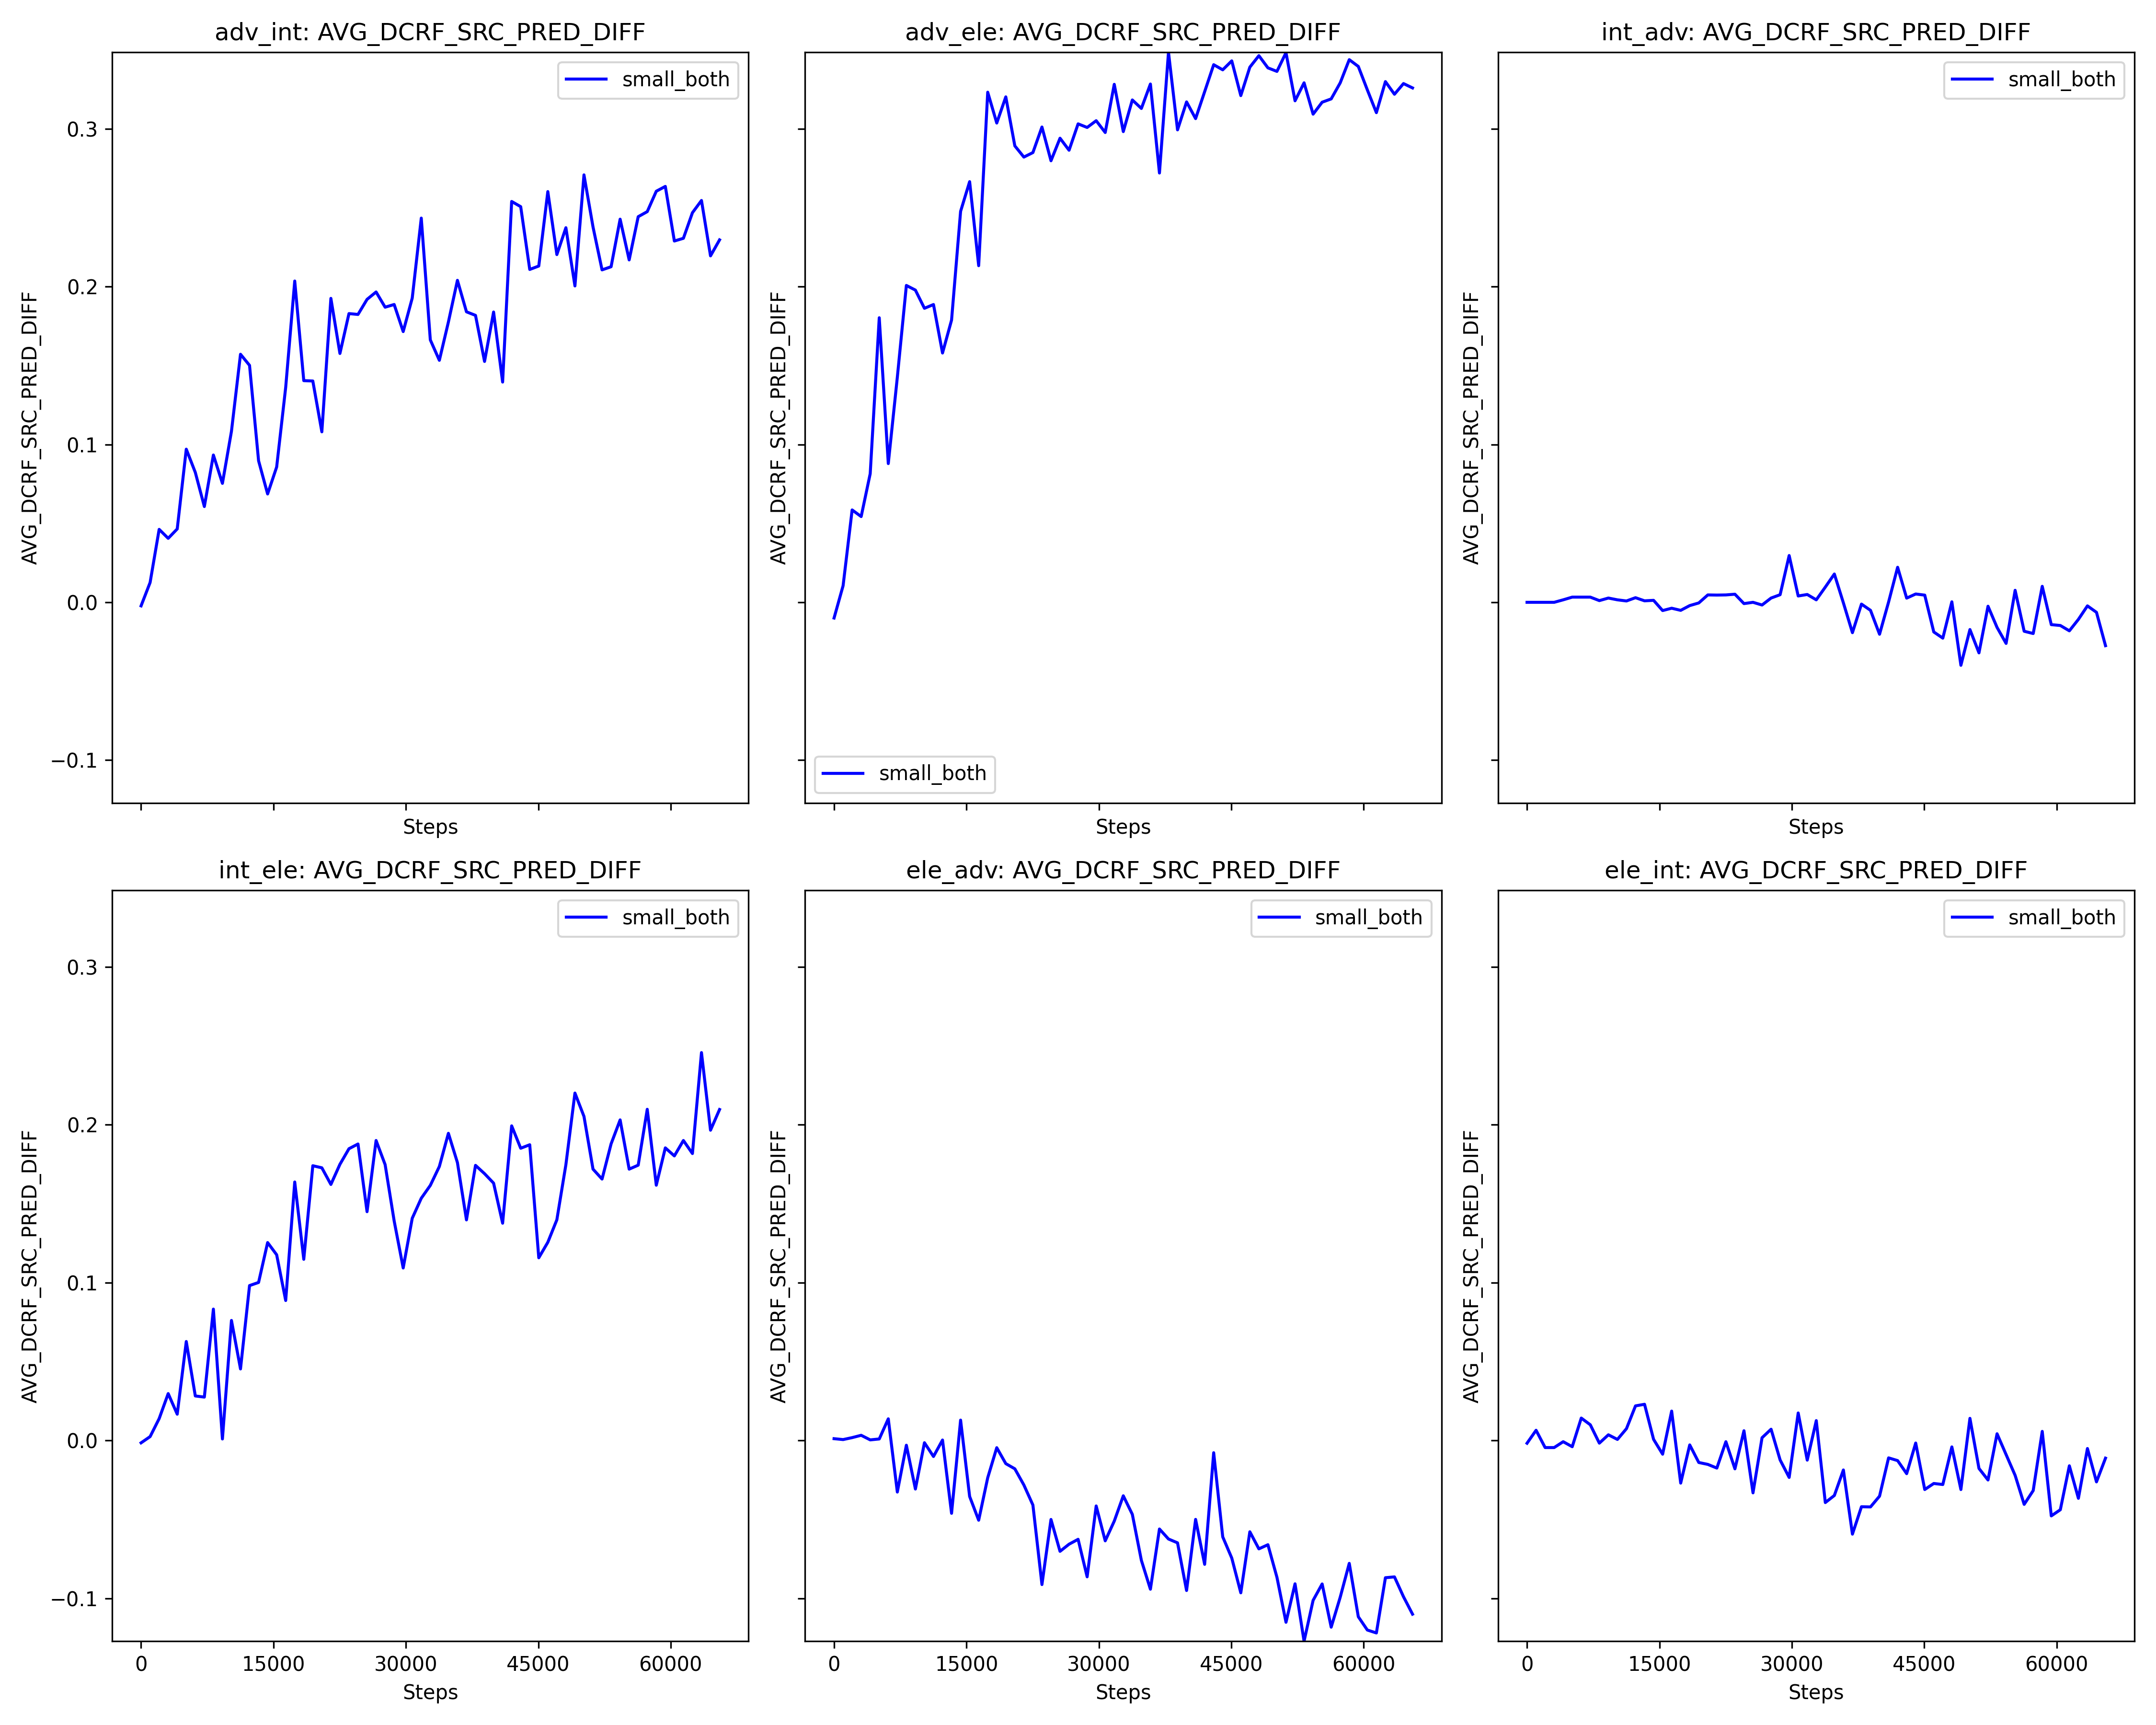 adv_int: AVG_DCRF_SRC_PRED_DIFF
adv_ele: AVG_DCRF_SRC_PRED_DIFF
int_adv: AVG_DCRF_SRC_PRED_DIFF
small_both
small_both
small_both
AVG_DCRF_SRC_PRED_DIFF
AVG_DCRF_SRC_PRED_DIFF
AVG_DCRF_SRC_PRED_DIFF
0.3
0.2
0.1
0.0
−0.1
Steps
Steps
Steps
int_ele: AVG_DCRF_SRC_PRED_DIFF
ele_adv: AVG_DCRF_SRC_PRED_DIFF
ele_int: AVG_DCRF_SRC_PRED_DIFF
small_both
small_both
small_both
AVG_DCRF_SRC_PRED_DIFF
AVG_DCRF_SRC_PRED_DIFF
AVG_DCRF_SRC_PRED_DIFF
0.3
0.2
0.1
0.0
−0.1
0 15000 30000 45000 60000
0 15000 30000 45000 60000
0 15000 30000 45000 60000
Steps
Steps
Steps